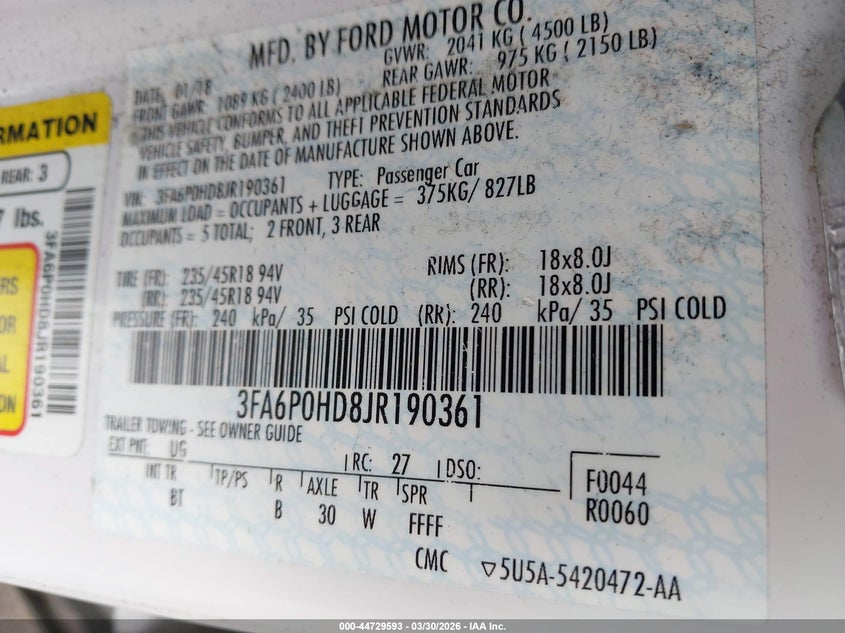 MFD. BY FORD MOTOR CO.
DATE: 01/18 GVWR: 2041 KG ( 4500 LB)
FRONT GAWR: 1089 KG ( 2400 LB) REAR GAWR: 975 KG ( 2150 LB)
THIS VEHICLE CONFORMS TO ALL APPLICABLE FEDERAL MOTOR
VEHICLE SAFETY, BUMPER, AND THEFT PREVENTION STANDARDS
IN EFFECT ON THE DATE OF MANUFACTURE SHOWN ABOVE.
VIN: 3FA6P0HD8JR190361 TYPE: Passenger Car
MAXIMUM LOAD = OCCUPANTS + LUGGAGE = 375KG/ 827LB
OCCUPANTS = 5 TOTAL; 2 FRONT, 3 REAR
TIRE (FR): 235/45R18 94V RIMS (FR): 18x8.0J
(RR): 235/45R18 94V (RR): 18x8.0J
PRESSURE (FR): 240 kPa/ 35 PSI COLD (RR): 240 kPa/ 35 PSI COLD
3FA6P0HD8JR190361
TRAILER TOWING - SEE OWNER GUIDE
EXT PNT: UG RC: 27 DSO:
INT TR TP/PS R AXLE TR SPR F0044
BT B 30 W FFFF R0060
CMC ▽5U5A-5420472-AA
REAR: 3
lbs.
3FA6P0HD8JR190361
000-44729593 — 03/30/2026 — IAA Inc.